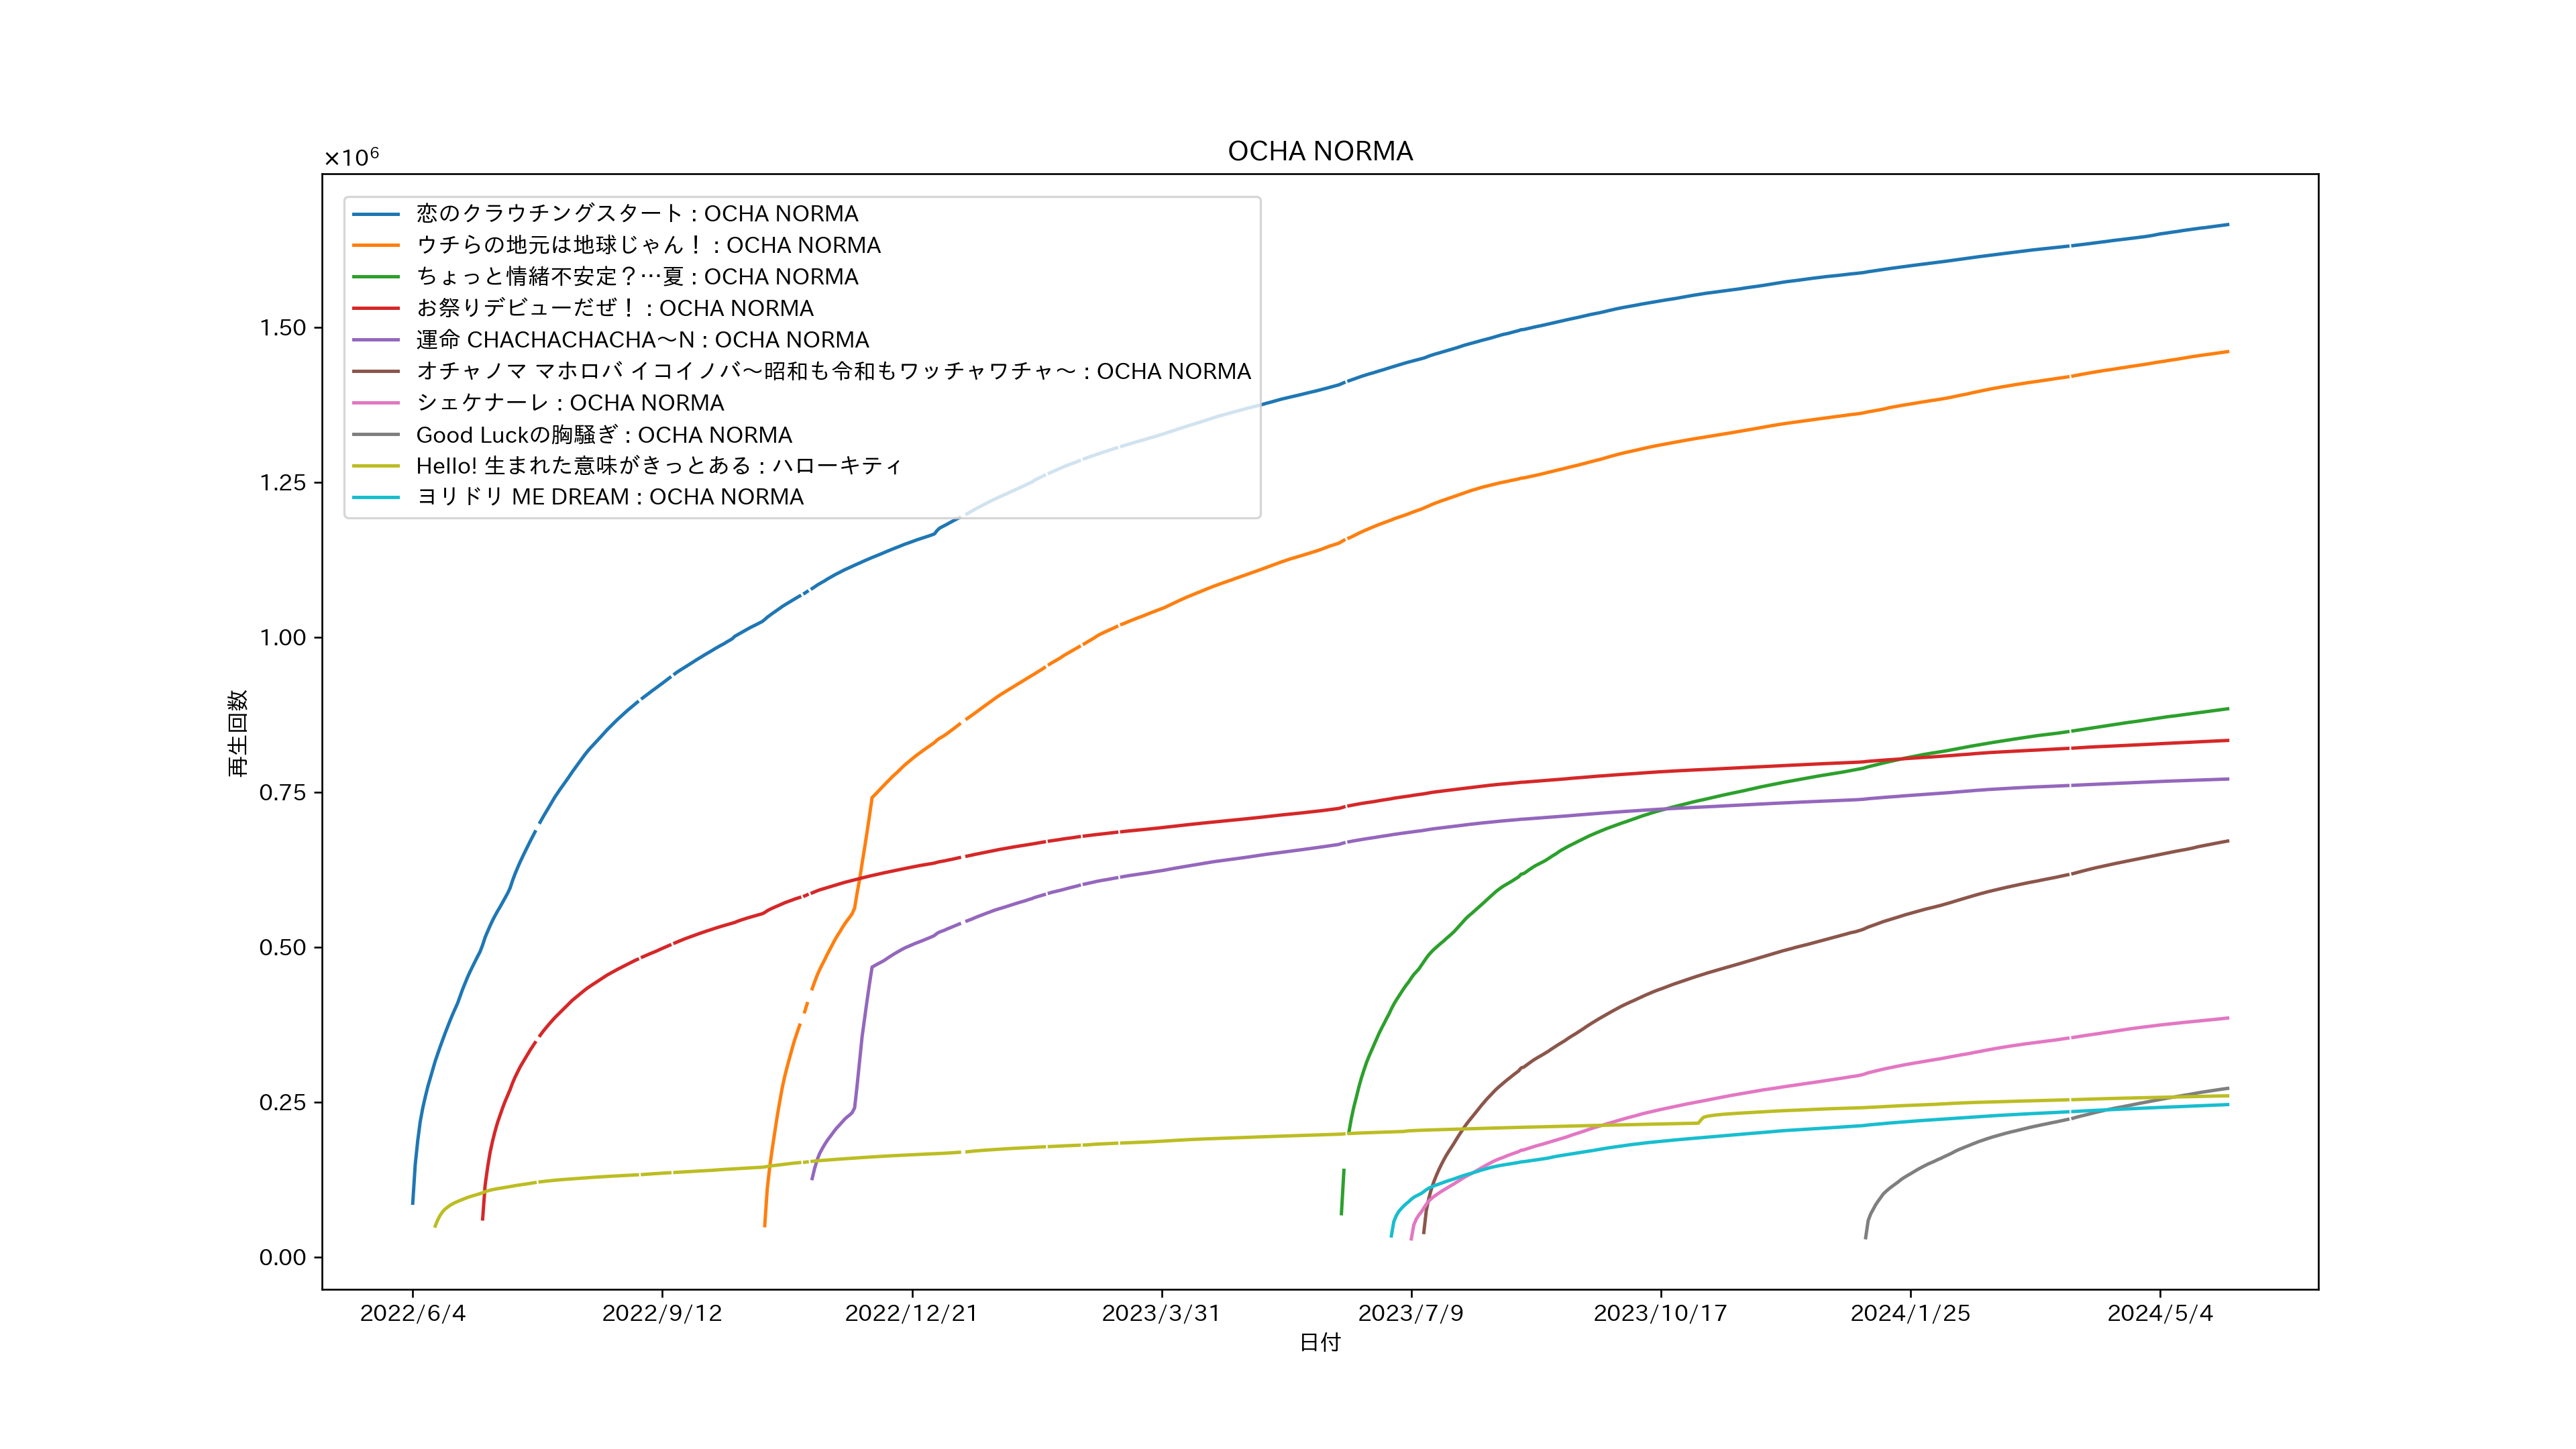 OCHA NORMA
×10⁶
恋のクラウチングスタート : OCHA NORMA
ウチらの地元は地球じゃん! : OCHA NORMA
ちょっと情緒不安定?…夏 : OCHA NORMA
お祭りデビューだぜ! : OCHA NORMA
運命 CHACHACHACHA〜N : OCHA NORMA
オチャノマ マホロバ イコイノバ〜昭和も令和もワッチャワチャ〜 : OCHA NORMA
シェケナーレ : OCHA NORMA
Good Luckの胸騒ぎ : OCHA NORMA
Hello! 生まれた意味がきっとある : ハローキティ
ヨリドリ ME DREAM : OCHA NORMA
1.50
1.25
1.00
0.75
0.50
0.25
0.00
再生回数
2022/6/4
2022/9/12
2022/12/21
2023/3/31
2023/7/9
2023/10/17
2024/1/25
2024/5/4
日付